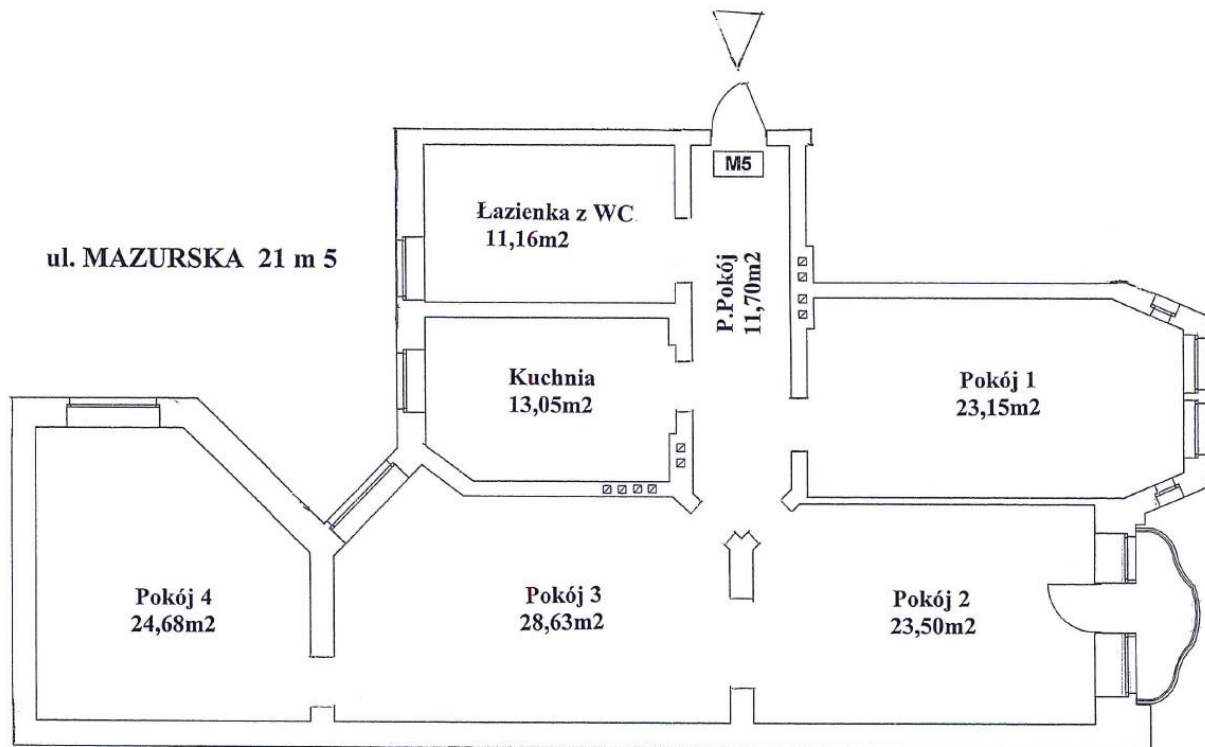 M5
Łazienka z WC
11,16m2
ul. MAZURSKA 21 m 5
P.Pokój
11,70m2
Kuchnia
13,05m2
Pokój 1
23,15m2
Pokój 4
24,68m2
Pokój 3
28,63m2
Pokój 2
23,50m2